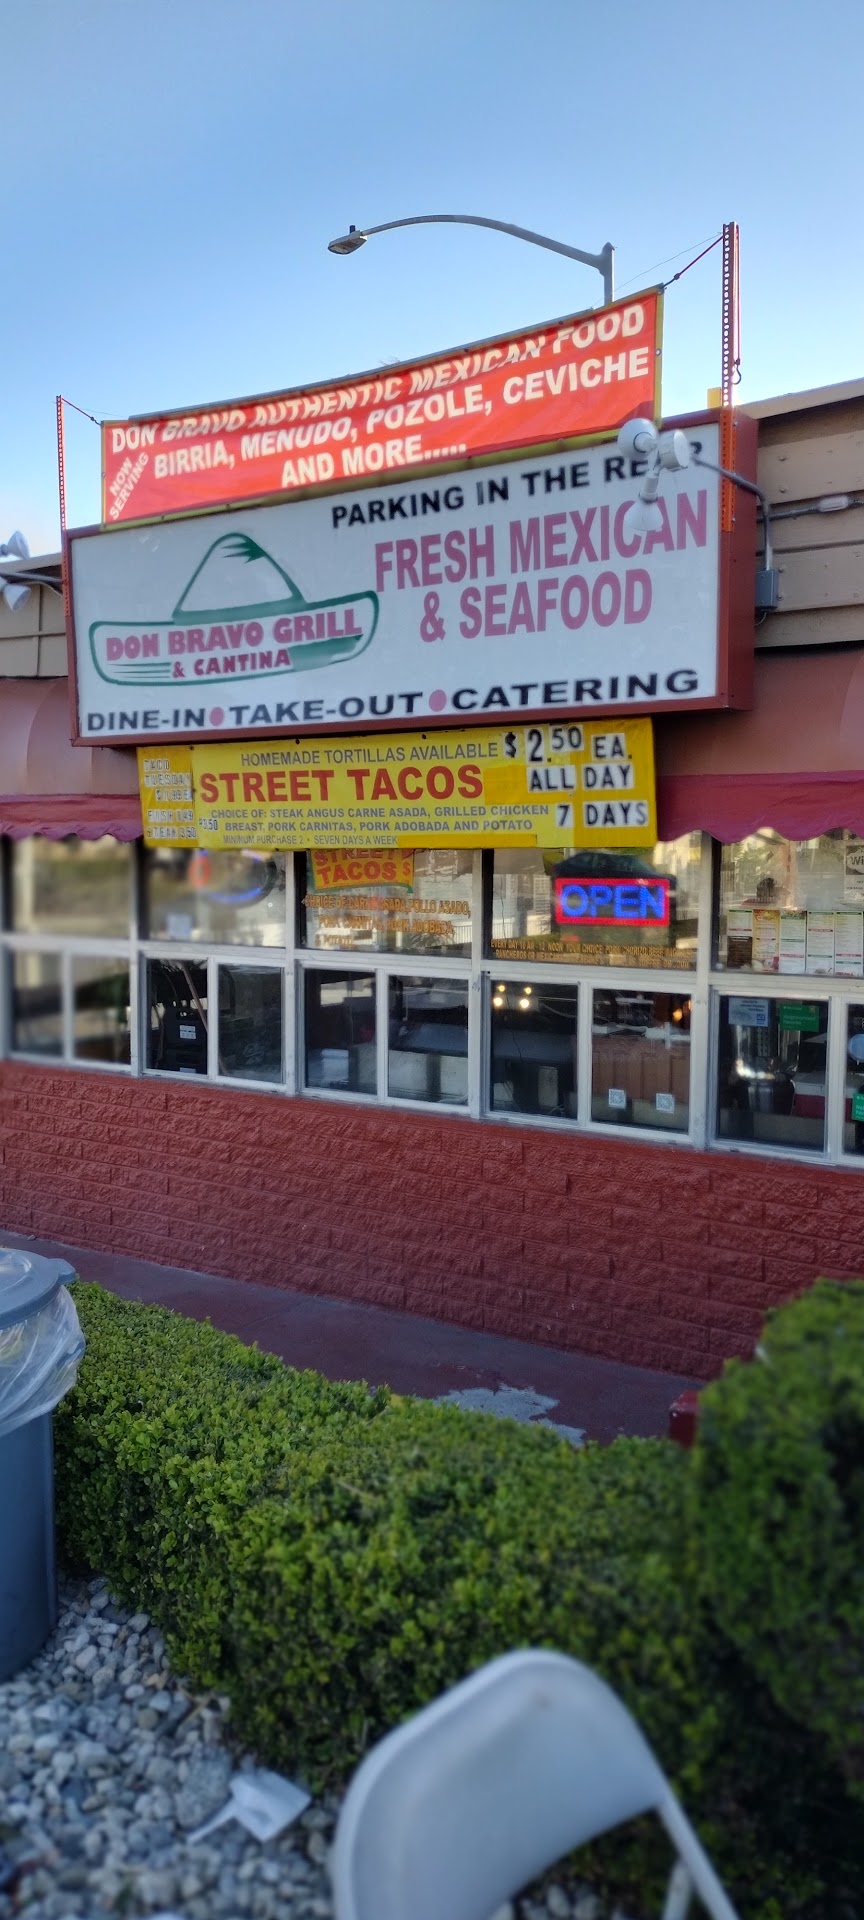 DON BRAVO AUTHENTIC MEXICAN FOOD
NOW SERVING
BIRRIA, MENUDO, POZOLE, CEVICHE
AND MORE.....
PARKING IN THE REAR
FRESH MEXICAN
& SEAFOOD
DON BRAVO GRILL
& CANTINA
DINE-IN TAKE-OUT CATERING
HOMEMADE TORTILLAS AVAILABLE
STREET TACOS
$2.50 EA.
ALL DAY
7 DAYS
TACO
TUESDAY
CHOICE OF: STEAK ANGUS CARNE ASADA, GRILLED CHICKEN
BREAST, PORK CARNITAS, PORK ADOBADA AND POTATO
MINIMUM PURCHASE 2 • SEVEN DAYS A WEEK
STREET
TACOS $
OPEN